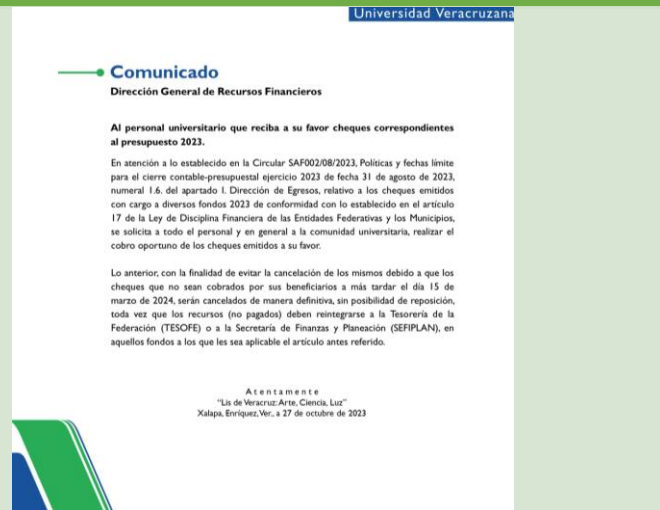 Universidad Veracruzana
Comunicado
Dirección General de Recursos Financieros
Al personal universitario que reciba a su favor cheques correspondientes
al presupuesto 2023.
En atención a lo establecido en la Circular SAF002/08/2023, Políticas y fechas límite
para el cierre contable-presupuestal ejercicio 2023 de fecha 31 de agosto de 2023,
numeral 1.6. del apartado I. Dirección de Egresos, relativo a los cheques emitidos
con cargo a diversos fondos 2023 de conformidad con lo establecido en el artículo
17 de la Ley de Disciplina Financiera de las Entidades Federativas y los Municipios,
se solicita a todo el personal y en general a la comunidad universitaria, realizar el
cobro oportuno de los cheques emitidos a su favor.
Lo anterior, con la finalidad de evitar la cancelación de los mismos debido a que los
cheques que no sean cobrados por sus beneficiarios a más tardar el día 15 de
marzo de 2024, serán cancelados de manera definitiva, sin posibilidad de reposición,
toda vez que los recursos (no pagados) deben reintegrarse a la Tesorería de la
Federación (TESOFE) o a la Secretaría de Finanzas y Planeación (SEFIPLAN), en
aquellos fondos a los que les sea aplicable el artículo antes referido.
Atentamente
"Lis de Veracruz: Arte, Ciencia, Luz"
Xalapa, Enríquez, Ver., a 27 de octubre de 2023